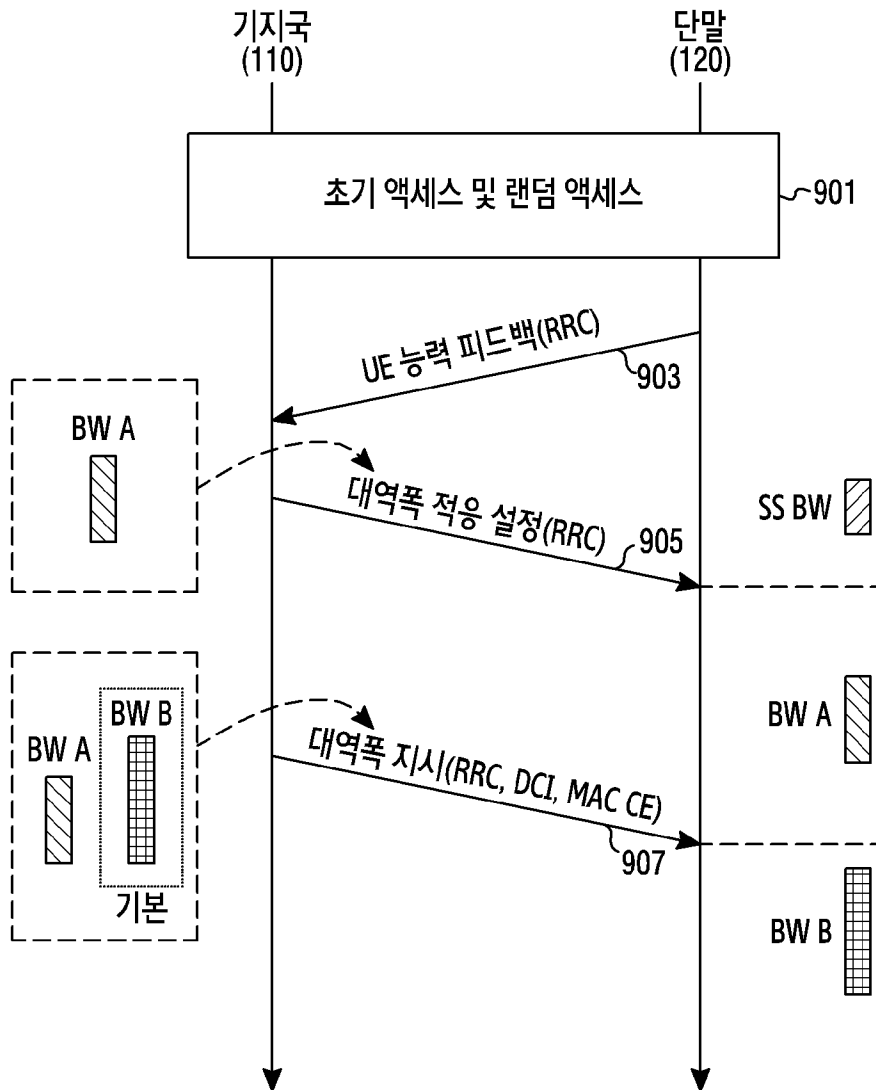 기지국
(110)
단말
(120)
초기 액세스 및 랜덤 액세스
901
UE 능력 피드백(RRC)
903
BW A
대역폭 적응 설정(RRC)
905
SS BW
BW A
BW B
BW A
대역폭 지시(RRC, DCI, MAC CE)
907
기본
BW B